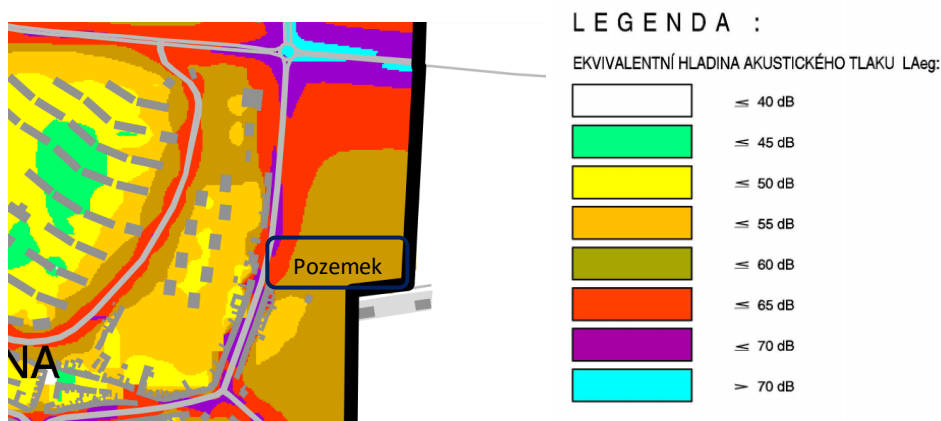 Pozemek
NA
LEGENDA :
EKVIVALENTNÍ HLADINA AKUSTICKÉHO TLAKU LAeg:
≤ 40 dB
≤ 45 dB
≤ 50 dB
≤ 55 dB
≤ 60 dB
≤ 65 dB
≤ 70 dB
> 70 dB